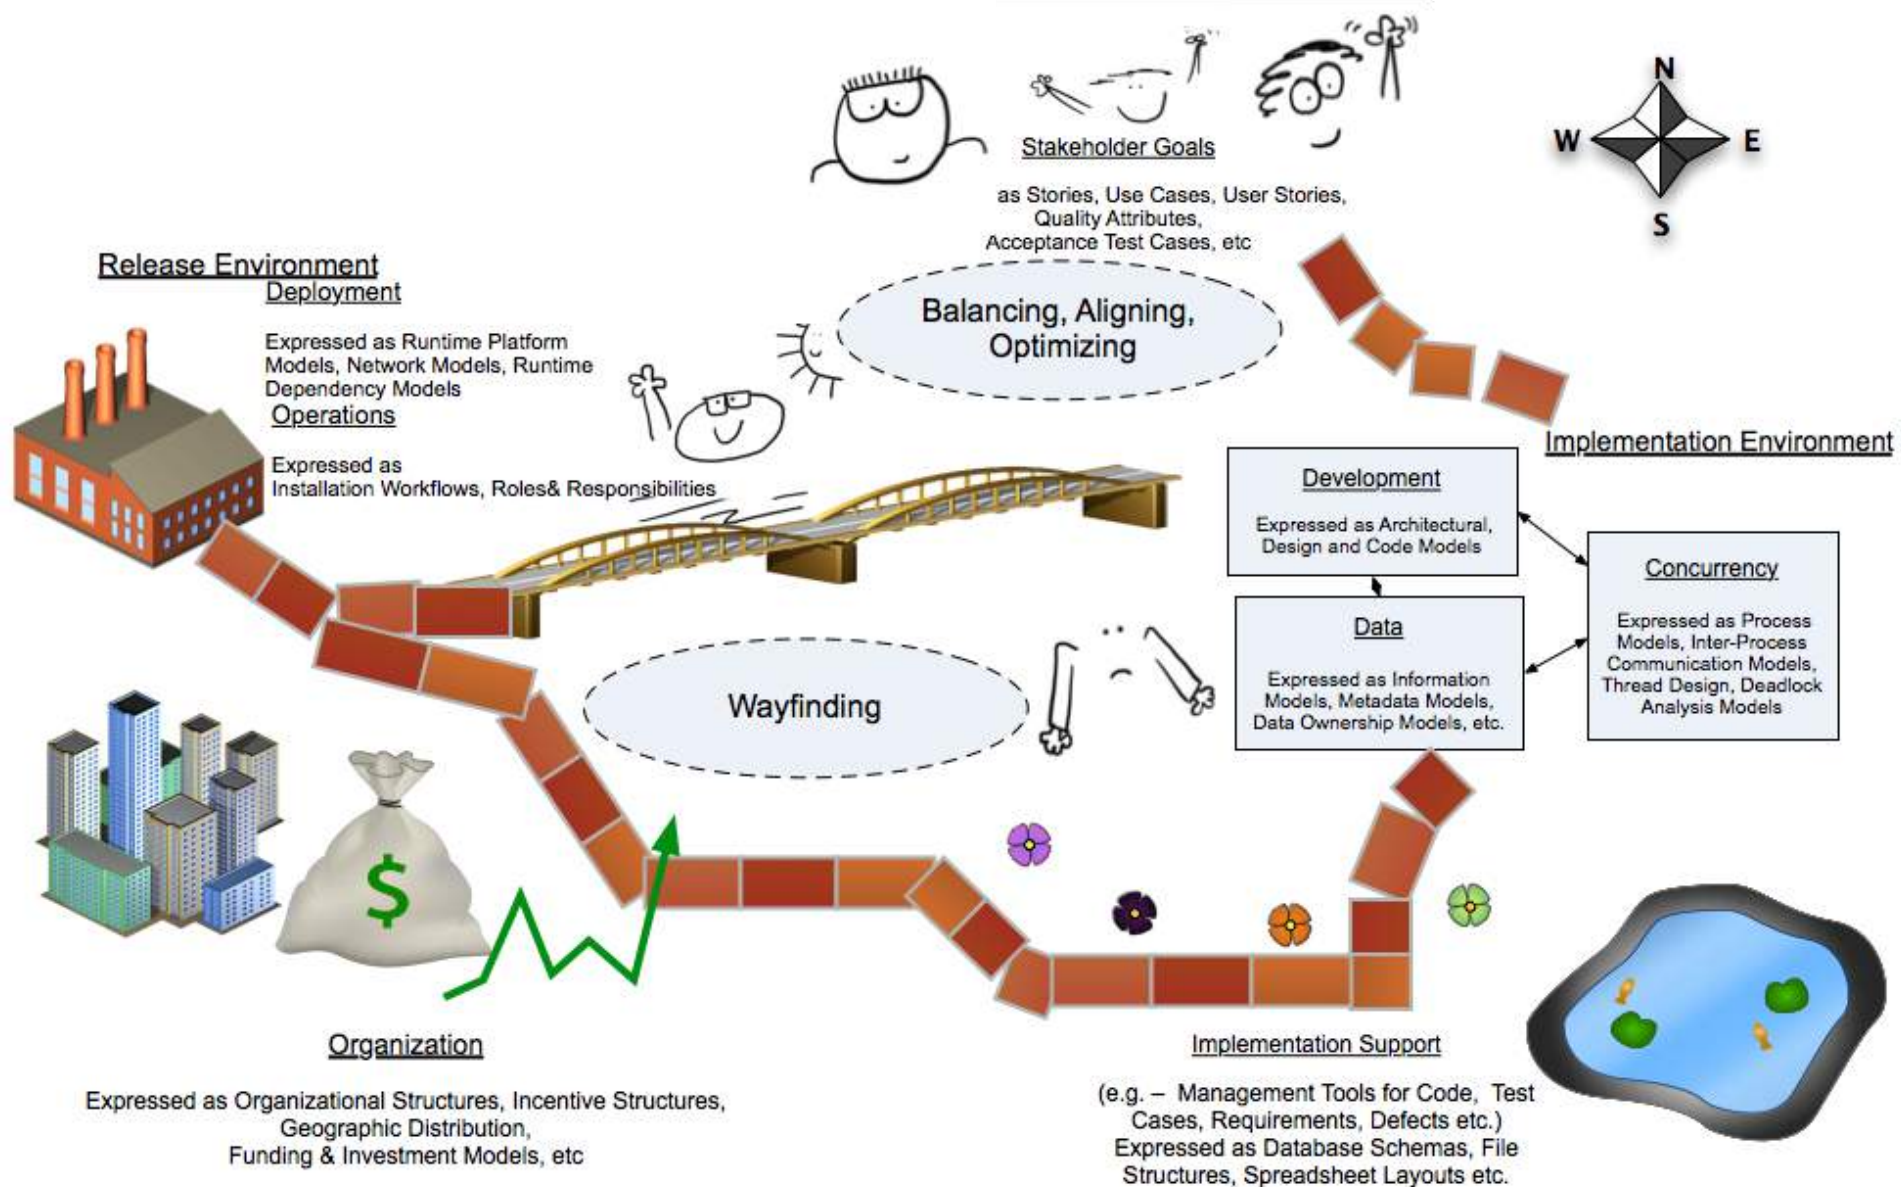 N
W
E
S
Stakeholder Goals
as Stories, Use Cases, User Stories,
Quality Attributes,
Acceptance Test Cases, etc
Release Environment
Deployment
Expressed as Runtime Platform
Models, Network Models, Runtime
Dependency Models
Operations
Expressed as
Installation Workflows, Roles& Responsibilities
Balancing, Aligning,
Optimizing
Implementation Environment
Development
Expressed as Architectural,
Design and Code Models
Concurrency
Expressed as Process
Models, Inter-Process
Communication Models,
Thread Design, Deadlock
Analysis Models
Data
Expressed as Information
Models, Metadata Models,
Data Ownership Models, etc.
Wayfinding
$
Organization
Expressed as Organizational Structures, Incentive Structures,
Geographic Distribution,
Funding & Investment Models, etc
Implementation Support
(e.g. – Management Tools for Code, Test
Cases, Requirements, Defects etc.)
Expressed as Database Schemas, File
Structures, Spreadsheet Layouts etc.